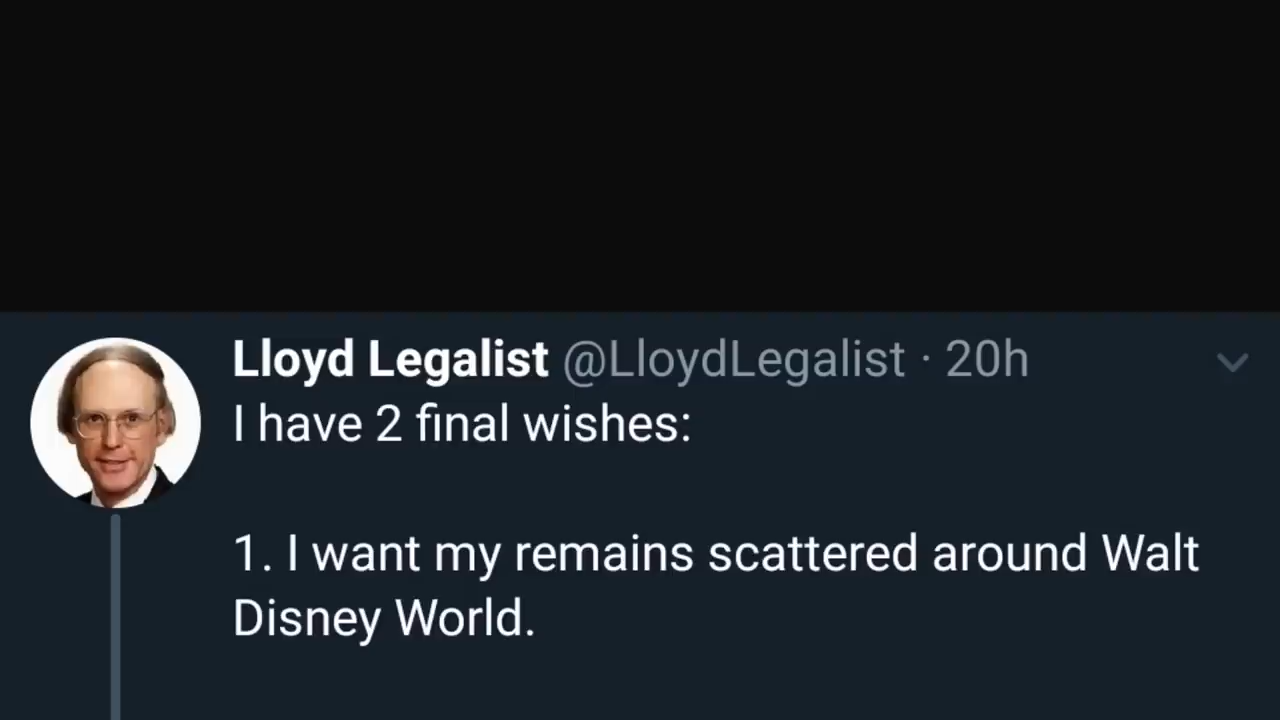 Lloyd Legalist @LloydLegalist · 20h
I have 2 final wishes:
1. I want my remains scattered around Walt
Disney World.